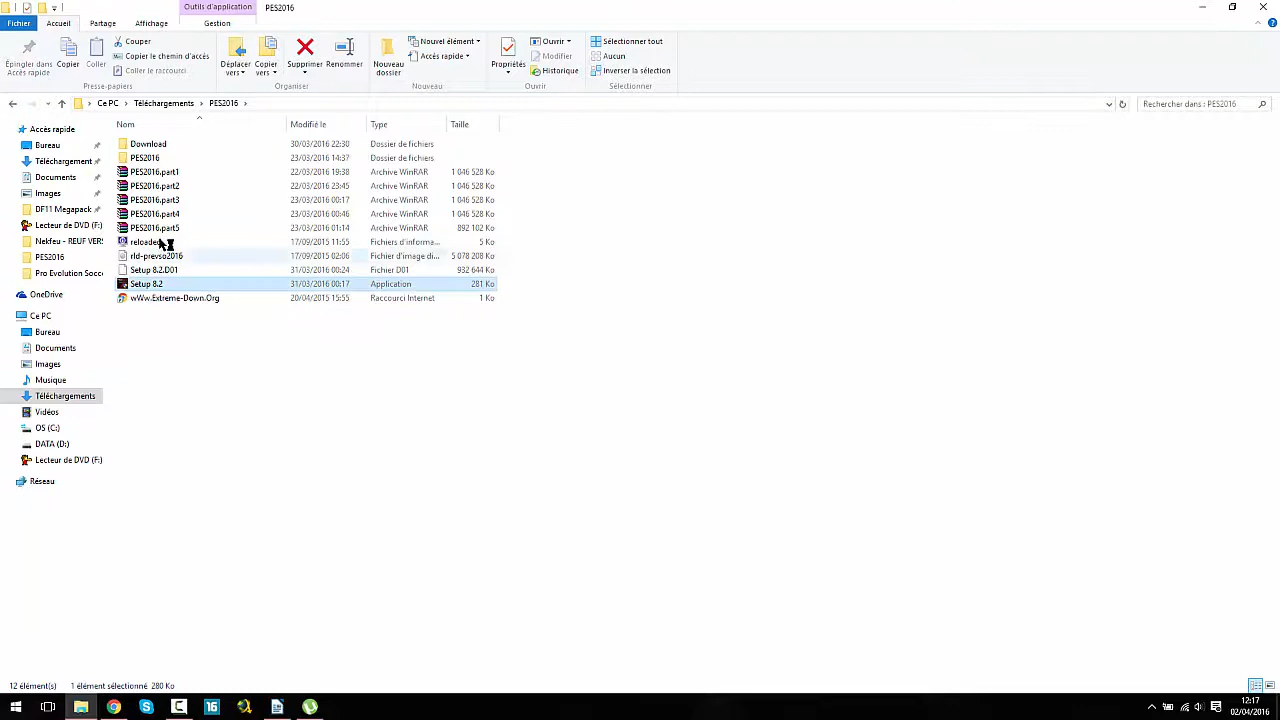 Outils d'application PES2016
Fichier Accueil Partage Affichage Gestion
Épingler dans Accès rapide
Copier
Coller
Couper
Copier le chemin d'accès
Coller le raccourci
Presse-papiers
Déplacer vers
Copier vers
Supprimer
Renommer
Organiser
Nouveau dossier
Nouvel élément
Accès rapide
Nouveau
Propriétés
Ouvrir
Modifier
Historique
Ouvrir
Sélectionner tout
Aucun
Inverser la sélection
Sélectionner
Ce PC > Téléchargements > PES2016 >
Rechercher dans : PES2016
Accès rapide
Bureau
Téléchargement
Documents
Images
DF11 Megapack
Lecteur de DVD (F:)
Nekfeu - REUF VERS
PES2016
Pro Evolution Socc
OneDrive
Ce PC
Bureau
Documents
Images
Musique
Téléchargements
Vidéos
OS (C:)
DATA (D:)
Lecteur de DVD (F:)
Réseau
Nom Modifié le Type Taille
Download 30/03/2016 22:30 Dossier de fichiers
PES2016 23/03/2016 14:37 Dossier de fichiers
PES2016.part1 22/03/2016 19:38 Archive WinRAR 1 046 528 Ko
PES2016.part2 22/03/2016 23:45 Archive WinRAR 1 046 528 Ko
PES2016.part3 23/03/2016 00:17 Archive WinRAR 1 046 528 Ko
PES2016.part4 23/03/2016 00:46 Archive WinRAR 1 046 528 Ko
PES2016.part5 23/03/2016 01:14 Archive WinRAR 892 102 Ko
reloaded 17/09/2015 11:55 Fichiers d'informa... 5 Ko
rld-prevso2016 17/09/2015 02:06 Fichier d'image di... 5 078 208 Ko
Setup 8.2.D01 31/03/2016 00:24 Fichier D01 932 644 Ko
Setup 8.2 31/03/2016 00:17 Application 281 Ko
wWw.Extreme-Down.Org 20/04/2015 15:55 Raccourci Internet 1 Ko
12 élément(s) 1 élément sélectionné 280 Ko
16
12:17
02/04/2016